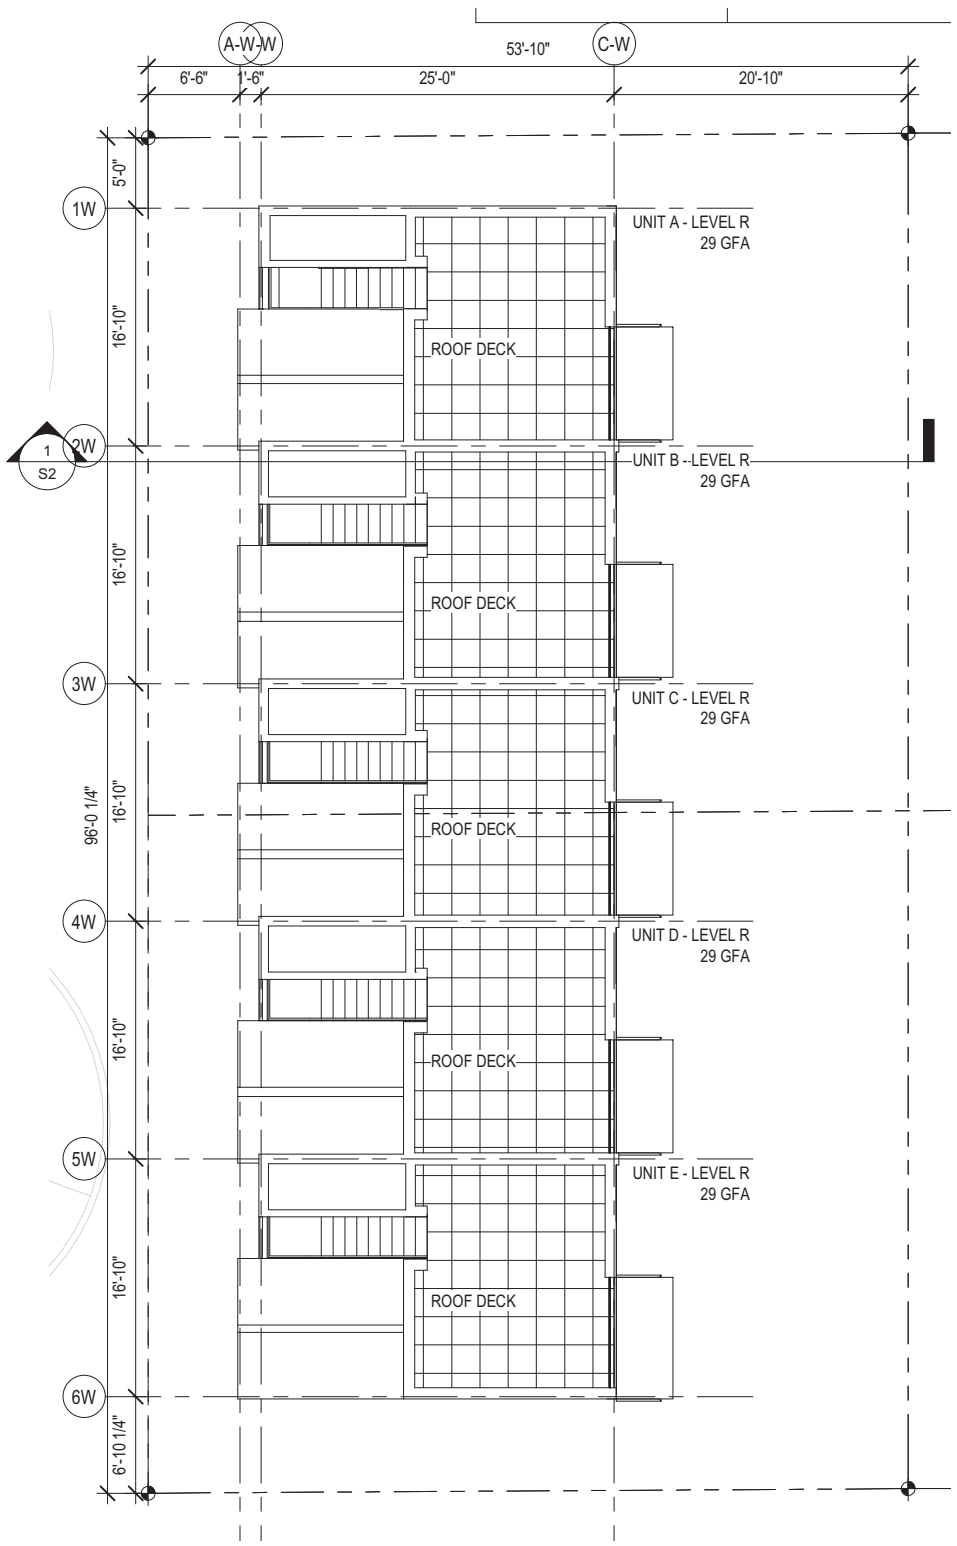 A-W
-W
C-W
53'-10"
6'-6"
1'-6"
25'-0"
20'-10"
5'-0"
1W
UNIT A - LEVEL R
29 GFA
16'-10"
ROOF DECK
1
S2
2W
UNIT B - LEVEL R
29 GFA
16'-10"
ROOF DECK
3W
UNIT C - LEVEL R
29 GFA
96'-0 1/4"
16'-10"
ROOF DECK
4W
UNIT D - LEVEL R
29 GFA
16'-10"
ROOF DECK
5W
UNIT E - LEVEL R
29 GFA
16'-10"
ROOF DECK
6W
6'-10 1/4"